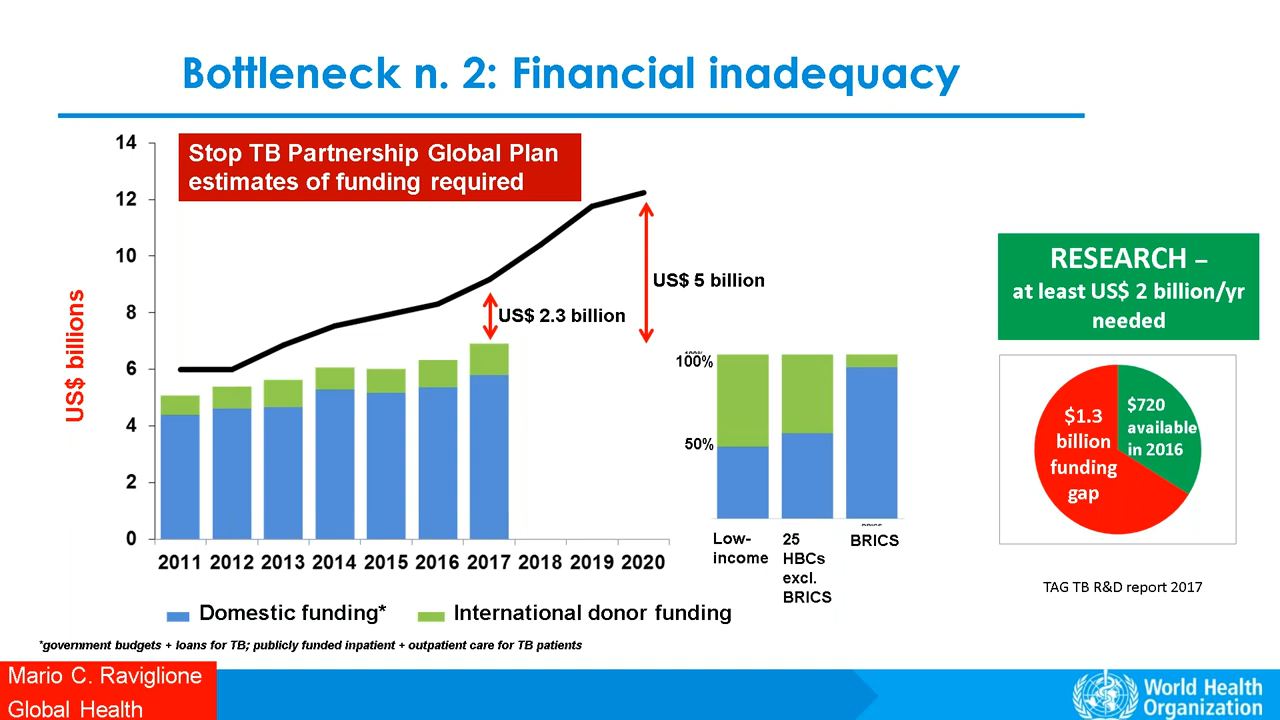 Bottleneck n. 2: Financial inadequacy
Stop TB Partnership Global Plan
estimates of funding required
US$ billions
14
12
10
8
6
4
2
0
2011 2012 2013 2014 2015 2016 2017 2018 2019 2020
US$ 2.3 billion
US$ 5 billion
Domestic funding*
International donor funding
100%
50%
Low-
income
25
HBCs
excl.
BRICS
BRICS
RESEARCH –
at least US$ 2 billion/yr
needed
$1.3
billion
funding
gap
$720
available
in 2016
TAG TB R&D report 2017
*government budgets + loans for TB; publicly funded inpatient + outpatient care for TB patients
Mario C. Raviglione
Global Health
World Health
Organization